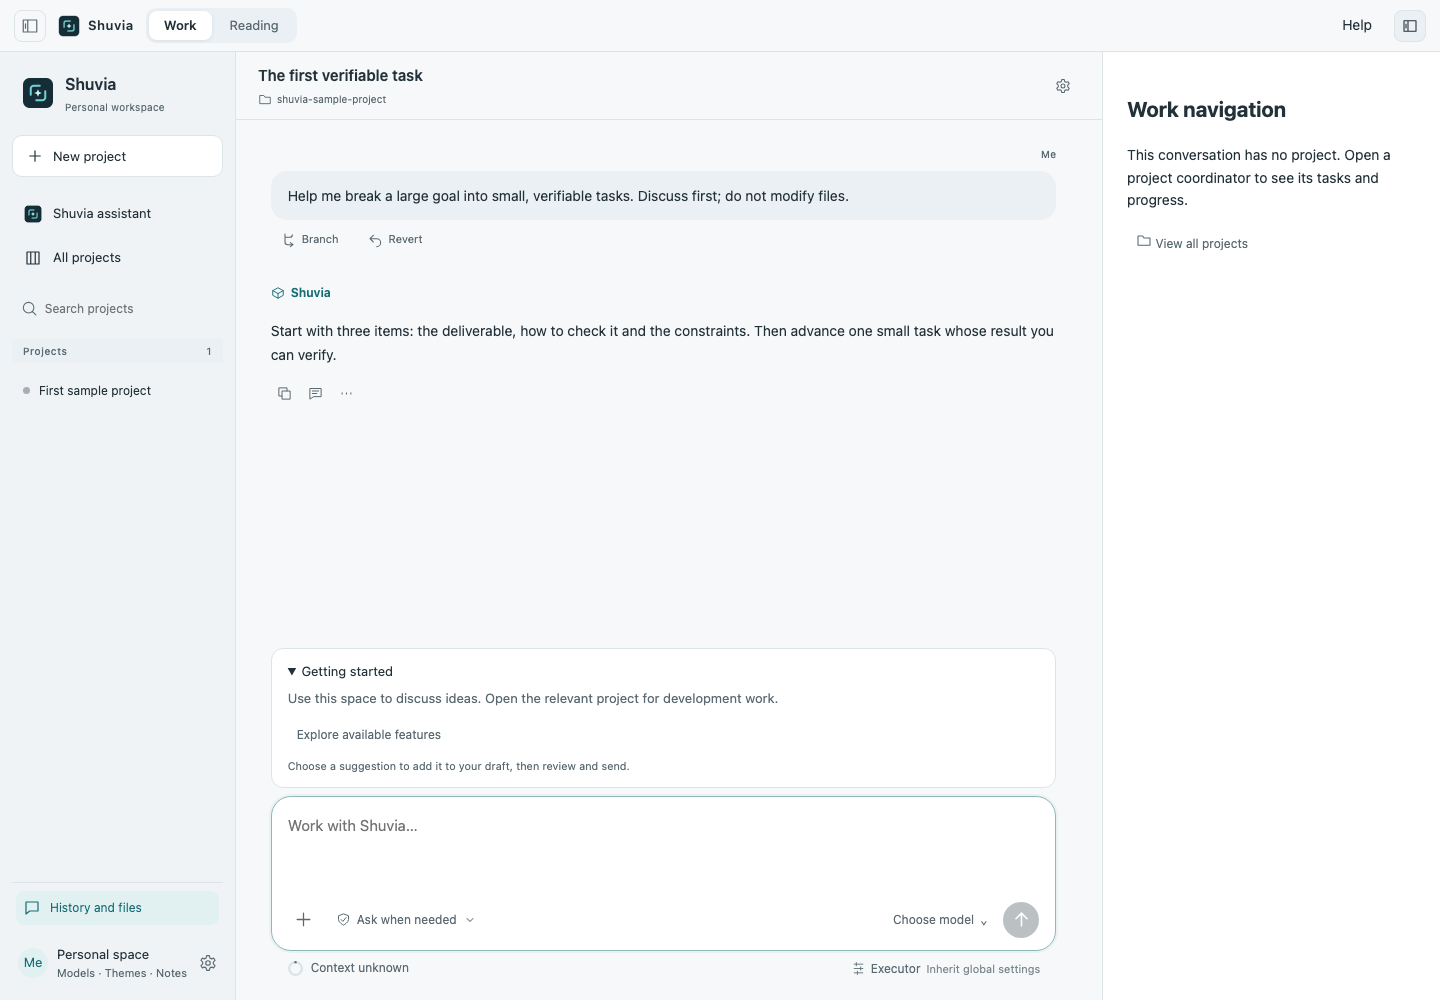 Shuvia
Work
Reading
Help
Shuvia
Personal workspace
New project
Shuvia assistant
All projects
Search projects
Projects 1
First sample project
History and files
Me
Personal space
Models · Themes · Notes
The first verifiable task
shuvia-sample-project
Me
Help me break a large goal into small, verifiable tasks. Discuss first; do not modify files.
Branch
Revert
Shuvia
Start with three items: the deliverable, how to check it and the constraints. Then advance one small task whose result you
can verify.
Getting started
Use this space to discuss ideas. Open the relevant project for development work.
Explore available features
Choose a suggestion to add it to your draft, then review and send.
Work with Shuvia...
Ask when needed
Choose model
Context unknown
Executor Inherit global settings
Work navigation
This conversation has no project. Open a
project coordinator to see its tasks and
progress.
View all projects